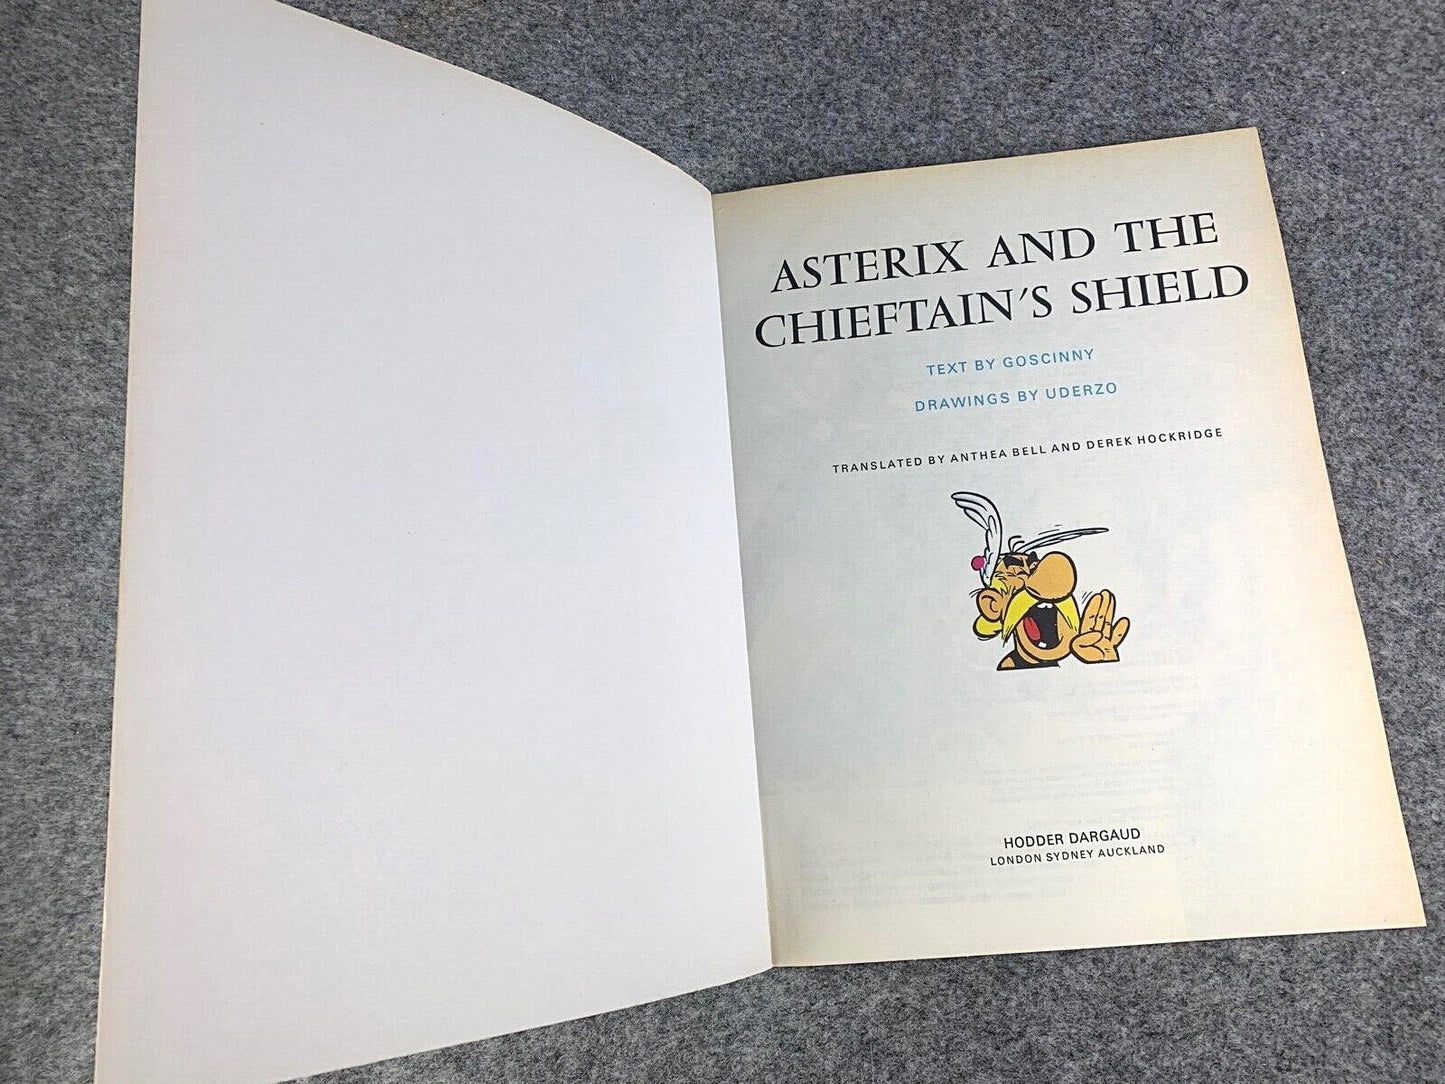 ASTERIX AND THE
CHIEFTAIN'S SHIELD
TEXT BY GOSCINNY
DRAWINGS BY UDERZO
TRANSLATED BY ANTHEA BELL AND DEREK HOCKRIDGE
HODDER DARGAUD
LONDON SYDNEY AUCKLAND